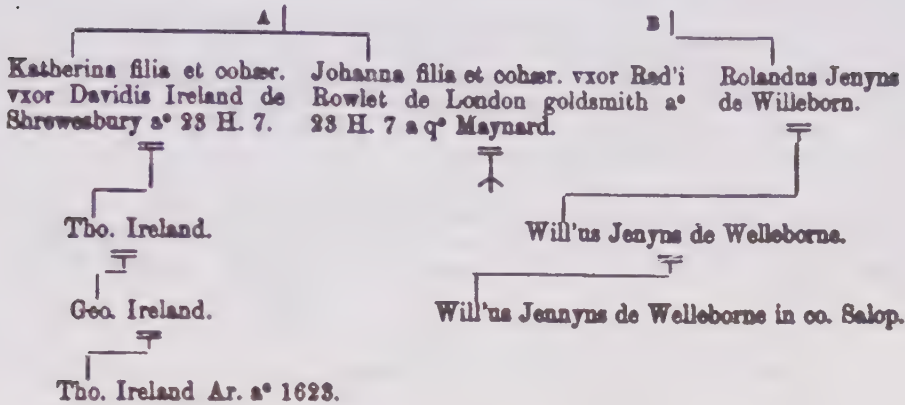 A
B
Katherina filia et cohær.
vxor Davidis Ireland de
Shrewesbury aº 23 H. 7.
Johanna filia et cohær. vxor Rad'i
Rowlet de London goldsmith aº
23 H. 7 a qº Maynard.
Rolandus Jenyns
de Willeborn.
Tho. Ireland.
Will'us Jenyns de Welleborne.
Geo. Ireland.
Will'us Jennyns de Welleborne in co. Salop.
Tho. Ireland Ar. aº 1623.